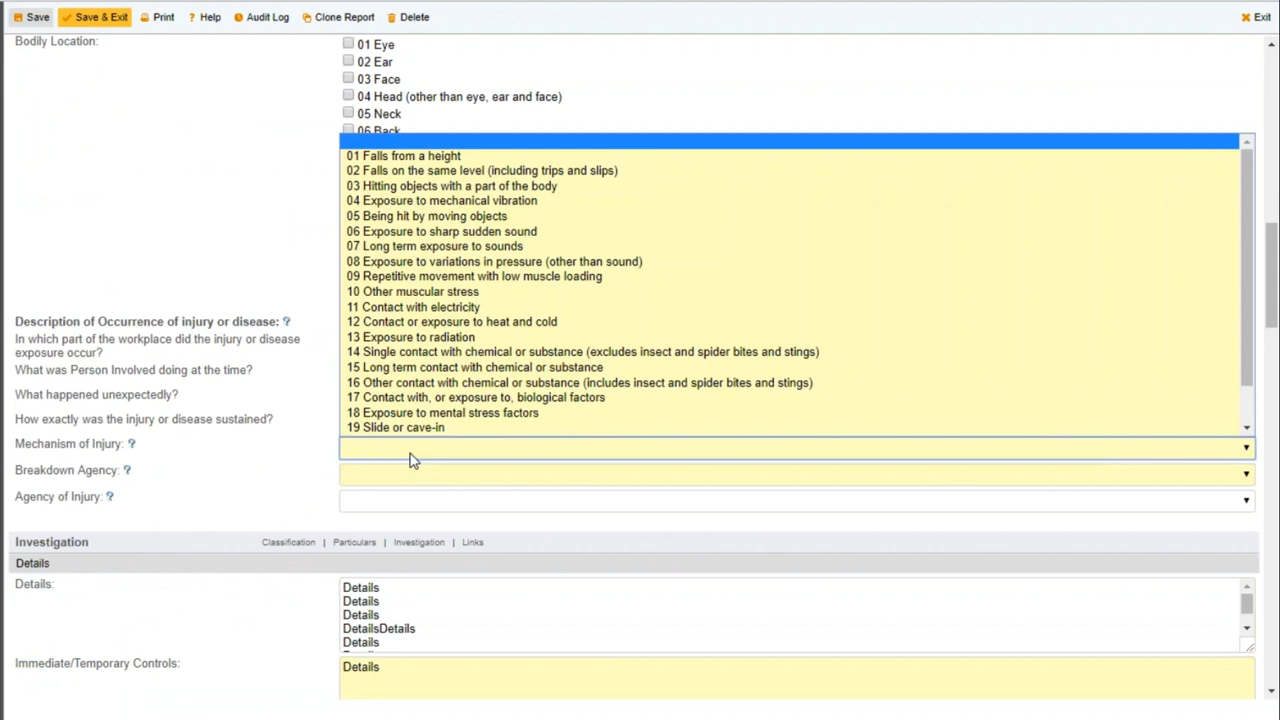 Save Save & Exit Print ? Help Audit Log Clone Report Delete Exit
Bodily Location:
01 Eye
02 Ear
03 Face
04 Head (other than eye, ear and face)
05 Neck
06 Back
01 Falls from a height
02 Falls on the same level (including trips and slips)
03 Hitting objects with a part of the body
04 Exposure to mechanical vibration
05 Being hit by moving objects
06 Exposure to sharp sudden sound
07 Long term exposure to sounds
08 Exposure to variations in pressure (other than sound)
09 Repetitive movement with low muscle loading
10 Other muscular stress
11 Contact with electricity
12 Contact or exposure to heat and cold
13 Exposure to radiation
14 Single contact with chemical or substance (excludes insect and spider bites and stings)
15 Long term contact with chemical or substance
16 Other contact with chemical or substance (includes insect and spider bites and stings)
17 Contact with, or exposure to, biological factors
18 Exposure to mental stress factors
19 Slide or cave-in
Description of Occurrence of injury or disease: ?
In which part of the workplace did the injury or disease
exposure occur?
What was Person Involved doing at the time?
What happened unexpectedly?
How exactly was the injury or disease sustained?
Mechanism of Injury: ?
Breakdown Agency: ?
Agency of Injury: ?
Investigation Classification | Particulars | Investigation | Links
Details
Details:
Details
Details
Details
DetailsDetails
Details
Immediate/Temporary Controls:
Details